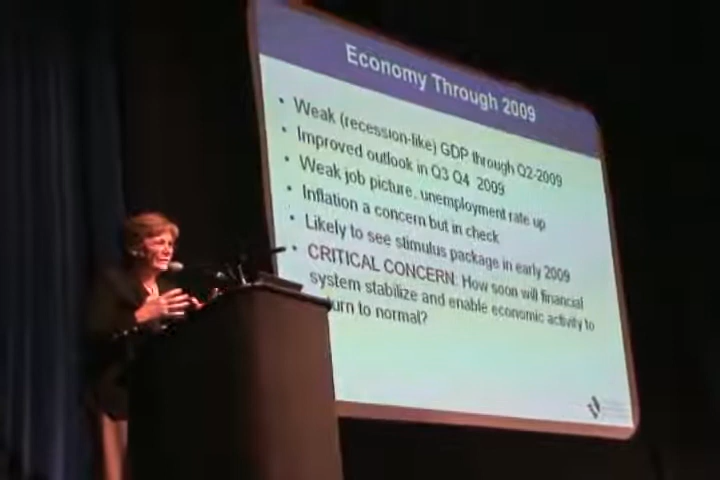 Economy Through 2009
• Weak (recession-like) GDP through Q2-2009
• Improved outlook in Q3 Q4 2009
• Weak job picture, unemployment rate up
• Inflation a concern but in check
• Likely to see stimulus package in early 2009
• CRITICAL CONCERN: How soon will financial
system stabilize and enable economic activity to
turn to normal?